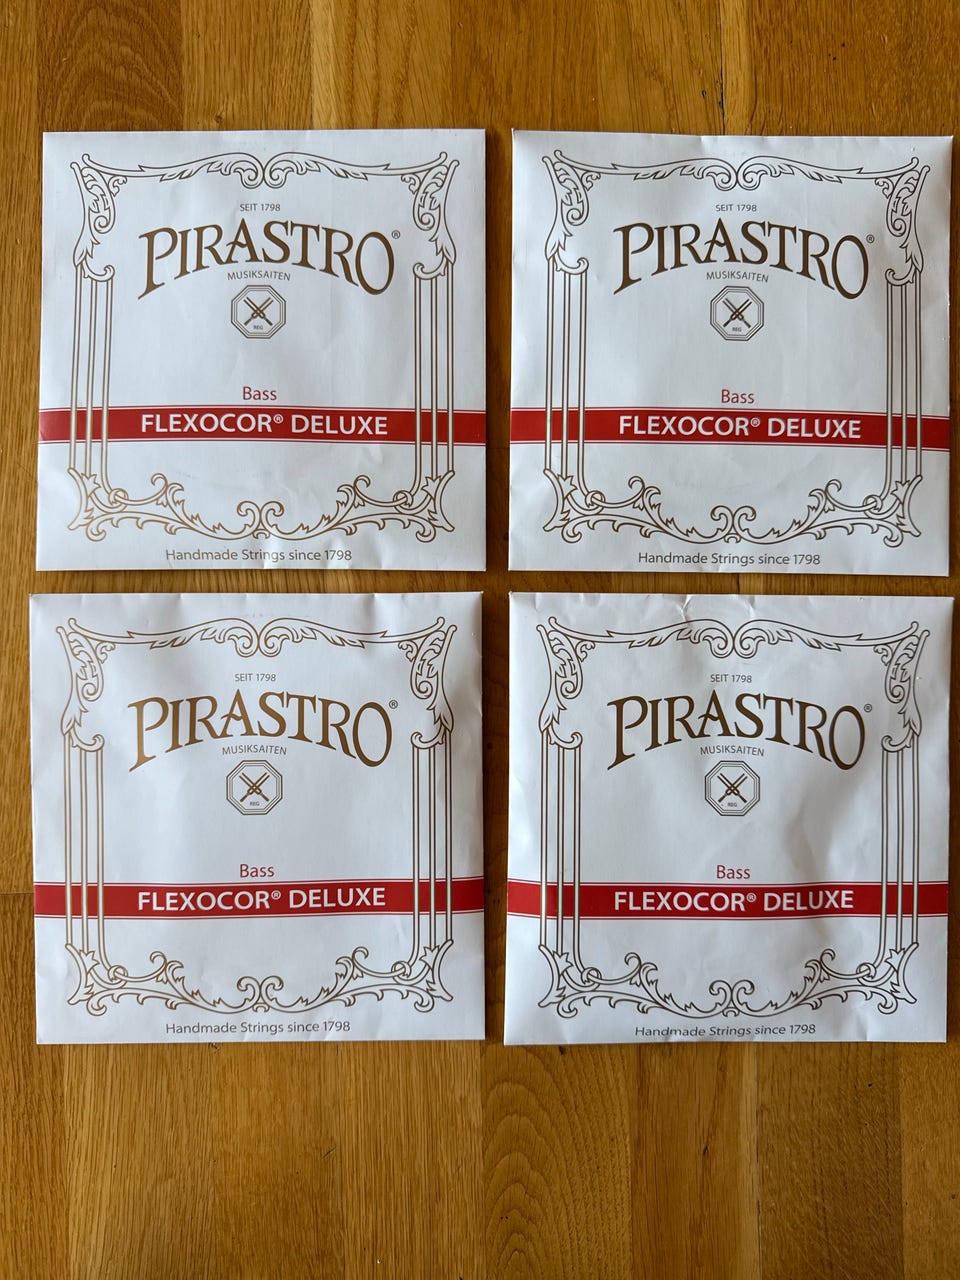 SEIT 1798
PIRASTRO®
MUSIKSAITEN
REG
Bass
FLEXOCOR® DELUXE
Handmade Strings since 1798
SEIT 1798
PIRASTRO®
MUSIKSAITEN
REG
Bass
FLEXOCOR® DELUXE
Handmade Strings since 1798
SEIT 1798
PIRASTRO®
MUSIKSAITEN
REG
Bass
FLEXOCOR® DELUXE
Handmade Strings since 1798
SEIT 1798
PIRASTRO®
MUSIKSAITEN
REG
Bass
FLEXOCOR® DELUXE
Handmade Strings since 1798